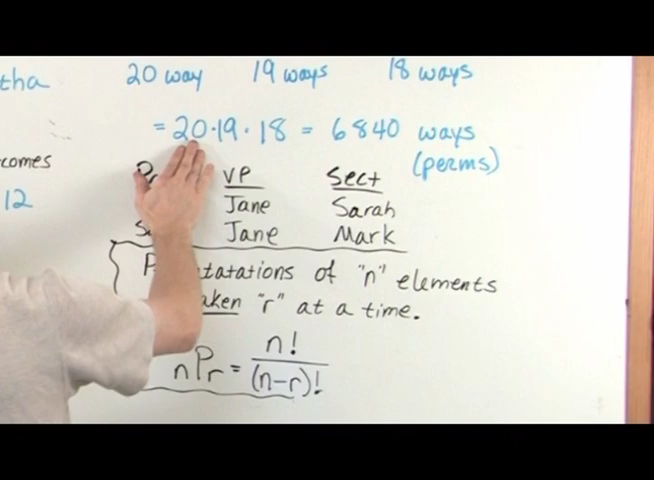 tha 20 way 19 ways 18 ways
= 20·19·18 = 6840 ways
(perms)
comes
12
VP Sect
Jane Sarah
Jane Mark
tatations of "n" elements
aken "r" at a time.
nPr = n! / (n-r)!